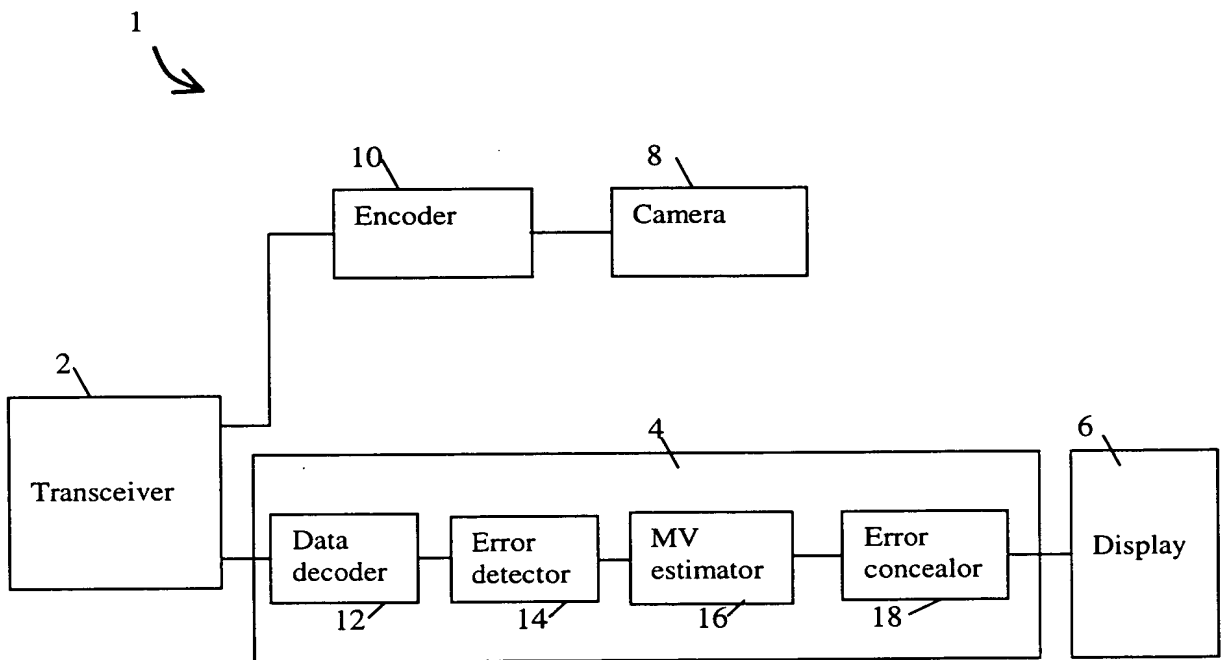 1
10
8
Encoder
Camera
2
4
6
Transceiver
Data
decoder
Error
detector
MV
estimator
Error
concealor
Display
12
14
16
18